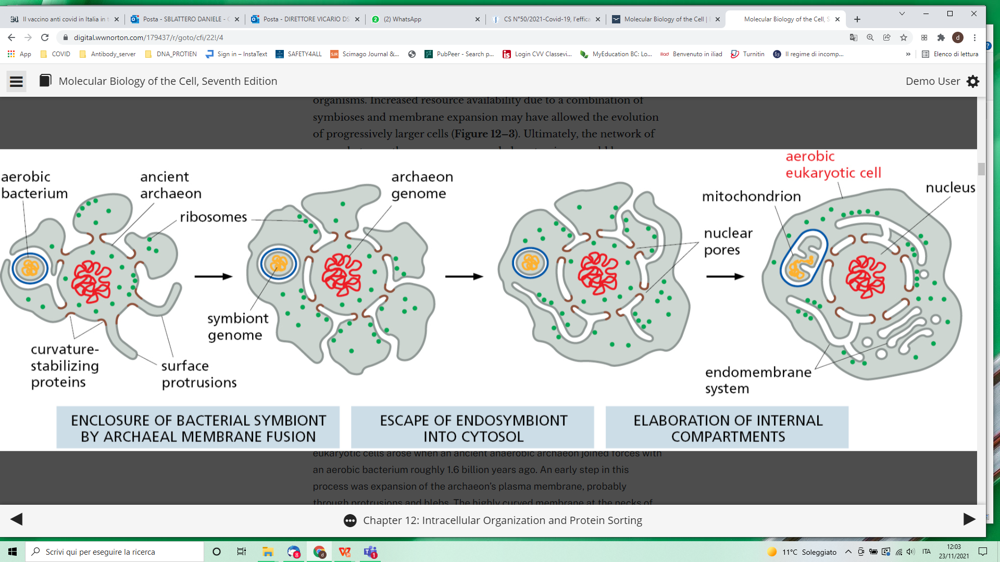 Il vaccino anti covid in Italia in t
Posta - SBLATTERO DANIELE - O
Posta - DIRETTORE VICARIO DS
(2) WhatsApp
CS N°50/2021-Covid-19, l'effica
Molecular Biology of the Cell | E
Molecular Biology of the Cell, S
digital.wwnorton.com/179437/r/goto/cfi/22!/4
d
App
COVID
Antibody_server
DNA_PROTIEN
Sign in – InstaText
SAFETY4ALL
SJR
Scimago Journal &...
PubPeer - Search p...
is
Login CVV Classevi...
MyEducation BC: Lo...
iliad
Benvenuto in iliad
Turnitin
Il regime di incomp...
»
Elenco di lettura
Molecular Biology of the Cell, Seventh Edition
Demo User
organisms. Increased resource availability due to a combination of
symbioses and membrane expansion may have allowed the evolution
of progressively larger cells (Figure 12–3). Ultimately, the network of
aerobic
bacterium
ancient
archaeon
ribosomes
archaeon
genome
aerobic
eukaryotic cell
mitochondrion
nucleus
nuclear
pores
symbiont
genome
curvature-
stabilizing
proteins
surface
protrusions
endomembrane
system
ENCLOSURE OF BACTERIAL SYMBIONT
BY ARCHAEAL MEMBRANE FUSION
ESCAPE OF ENDOSYMBIONT
INTO CYTOSOL
ELABORATION OF INTERNAL
COMPARTMENTS
eukaryotic cells arose when an ancient anaerobic archaeon joined forces with
an aerobic bacterium roughly 1.6 billion years ago. An early step in this
process was expansion of the archaeon's plasma membrane, probably
through protrusions and blebs. The highly curved membrane at the necks of
Chapter 12: Intracellular Organization and Protein Sorting
Scrivi qui per eseguire la ricerca
8
d
1
11°C Soleggiato
ITA
12:03
23/11/2021